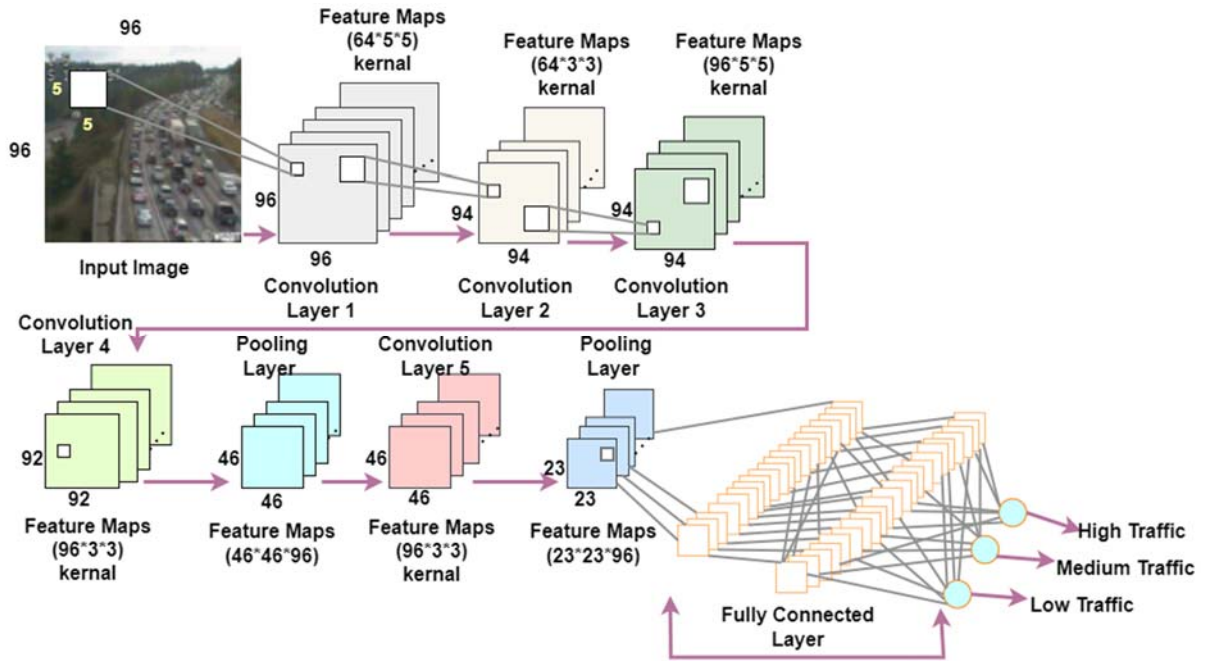 96
5
5
96
Input Image
Feature Maps
(64*5*5)
kernal
96
96
Convolution
Layer 1
Feature Maps
(64*3*3)
kernal
94
94
Convolution
Layer 2
Feature Maps
(96*5*5)
kernal
94
94
Convolution
Layer 3
Convolution
Layer 4
92
92
Feature Maps
(96*3*3)
kernal
Pooling
Layer
46
46
Feature Maps
(46*46*96)
Convolution
Layer 5
46
46
Feature Maps
(96*3*3)
kernal
Pooling
Layer
23
23
Feature Maps
(23*23*96)
Fully Connected
Layer
High Traffic
Medium Traffic
Low Traffic